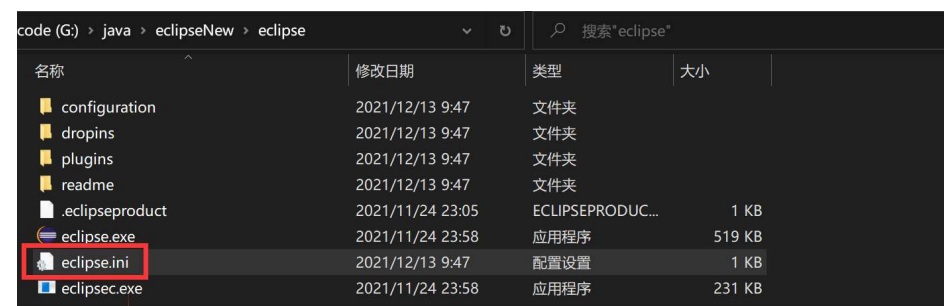 code (G:) › java › eclipseNew › eclipse 搜索"eclipse"
名称 修改日期 类型 大小
configuration 2021/12/13 9:47 文件夹
dropins 2021/12/13 9:47 文件夹
plugins 2021/12/13 9:47 文件夹
readme 2021/12/13 9:47 文件夹
.eclipseproduct 2021/11/24 23:05 ECLIPSEPRODUC... 1 KB
eclipse.exe 2021/11/24 23:58 应用程序 519 KB
eclipse.ini 2021/12/13 9:47 配置设置 1 KB
eclipsec.exe 2021/11/24 23:58 应用程序 231 KB